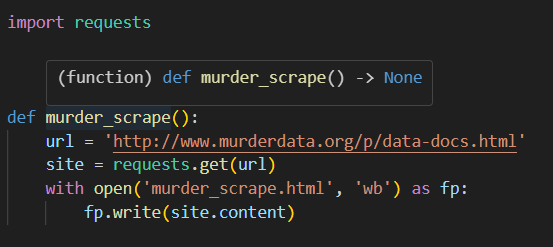 import requests
(function) def murder_scrape() -> None
def murder_scrape():
    url = 'http://www.murderdata.org/p/data-docs.html'
    site = requests.get(url)
    with open('murder_scrape.html', 'wb') as fp:
        fp.write(site.content)